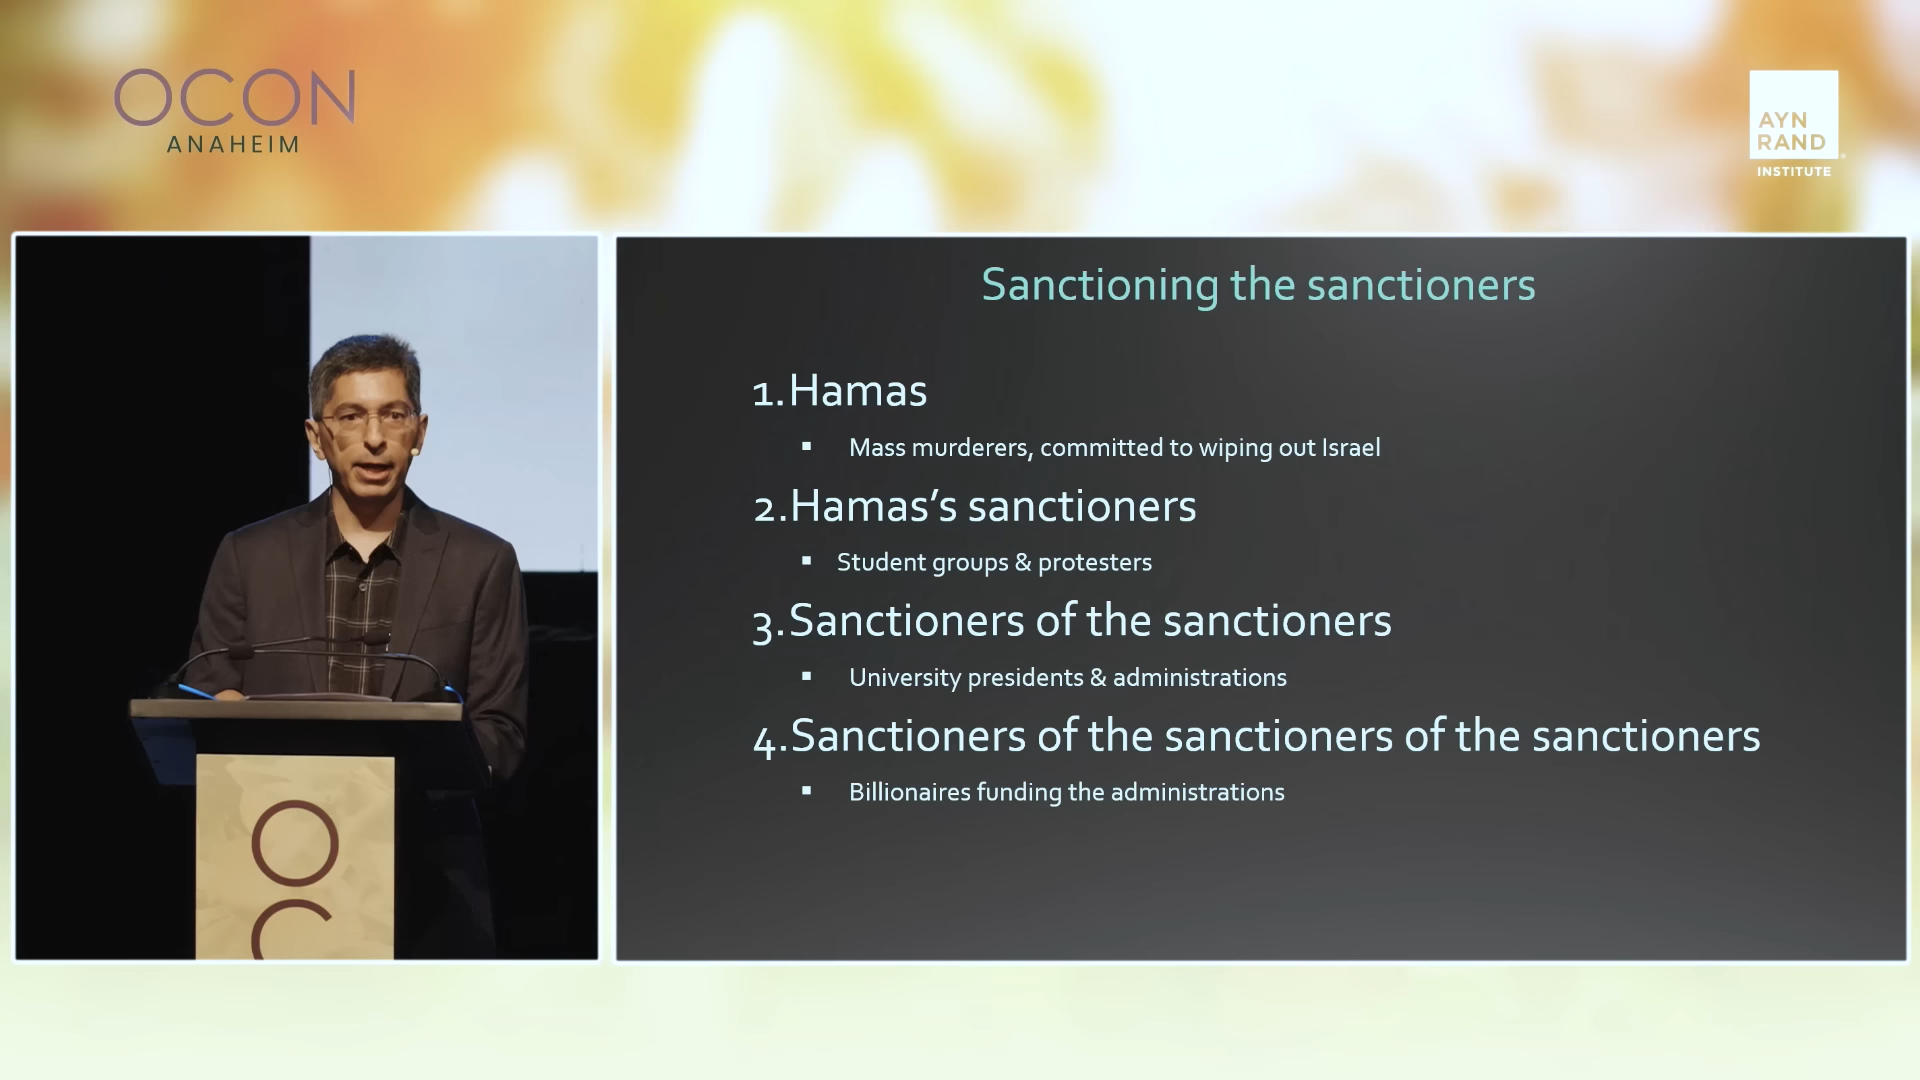 OCON
ANAHEIM
AYN
RAND
INSTITUTE
Sanctioning the sanctioners
1. Hamas
▪ Mass murderers, committed to wiping out Israel
2. Hamas’s sanctioners
▪ Student groups & protesters
3. Sanctioners of the sanctioners
▪ University presidents & administrations
4. Sanctioners of the sanctioners of the sanctioners
▪ Billionaires funding the administrations
O
C